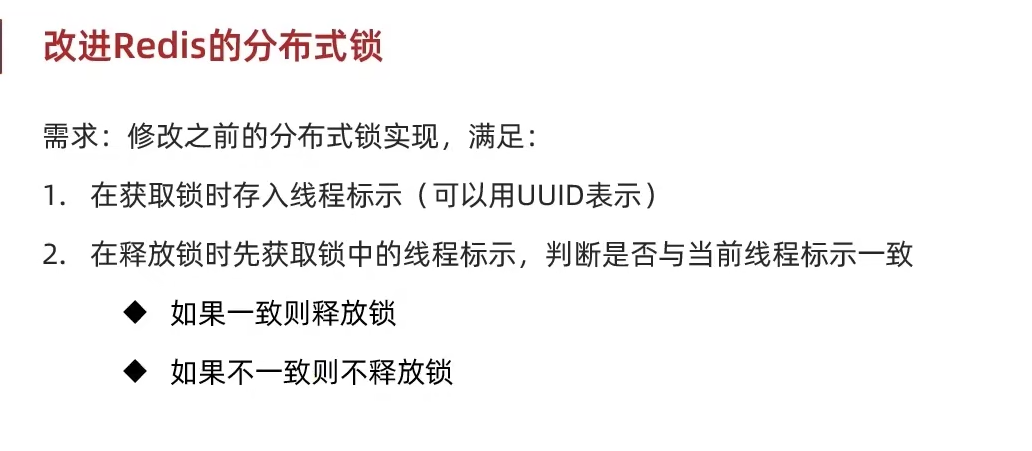 改进Redis的分布式锁
需求：修改之前的分布式锁实现，满足：
1. 在获取锁时存入线程标示（可以用UUID表示）
2. 在释放锁时先获取锁中的线程标示，判断是否与当前线程标示一致
◆ 如果一致则释放锁
◆ 如果不一致则不释放锁